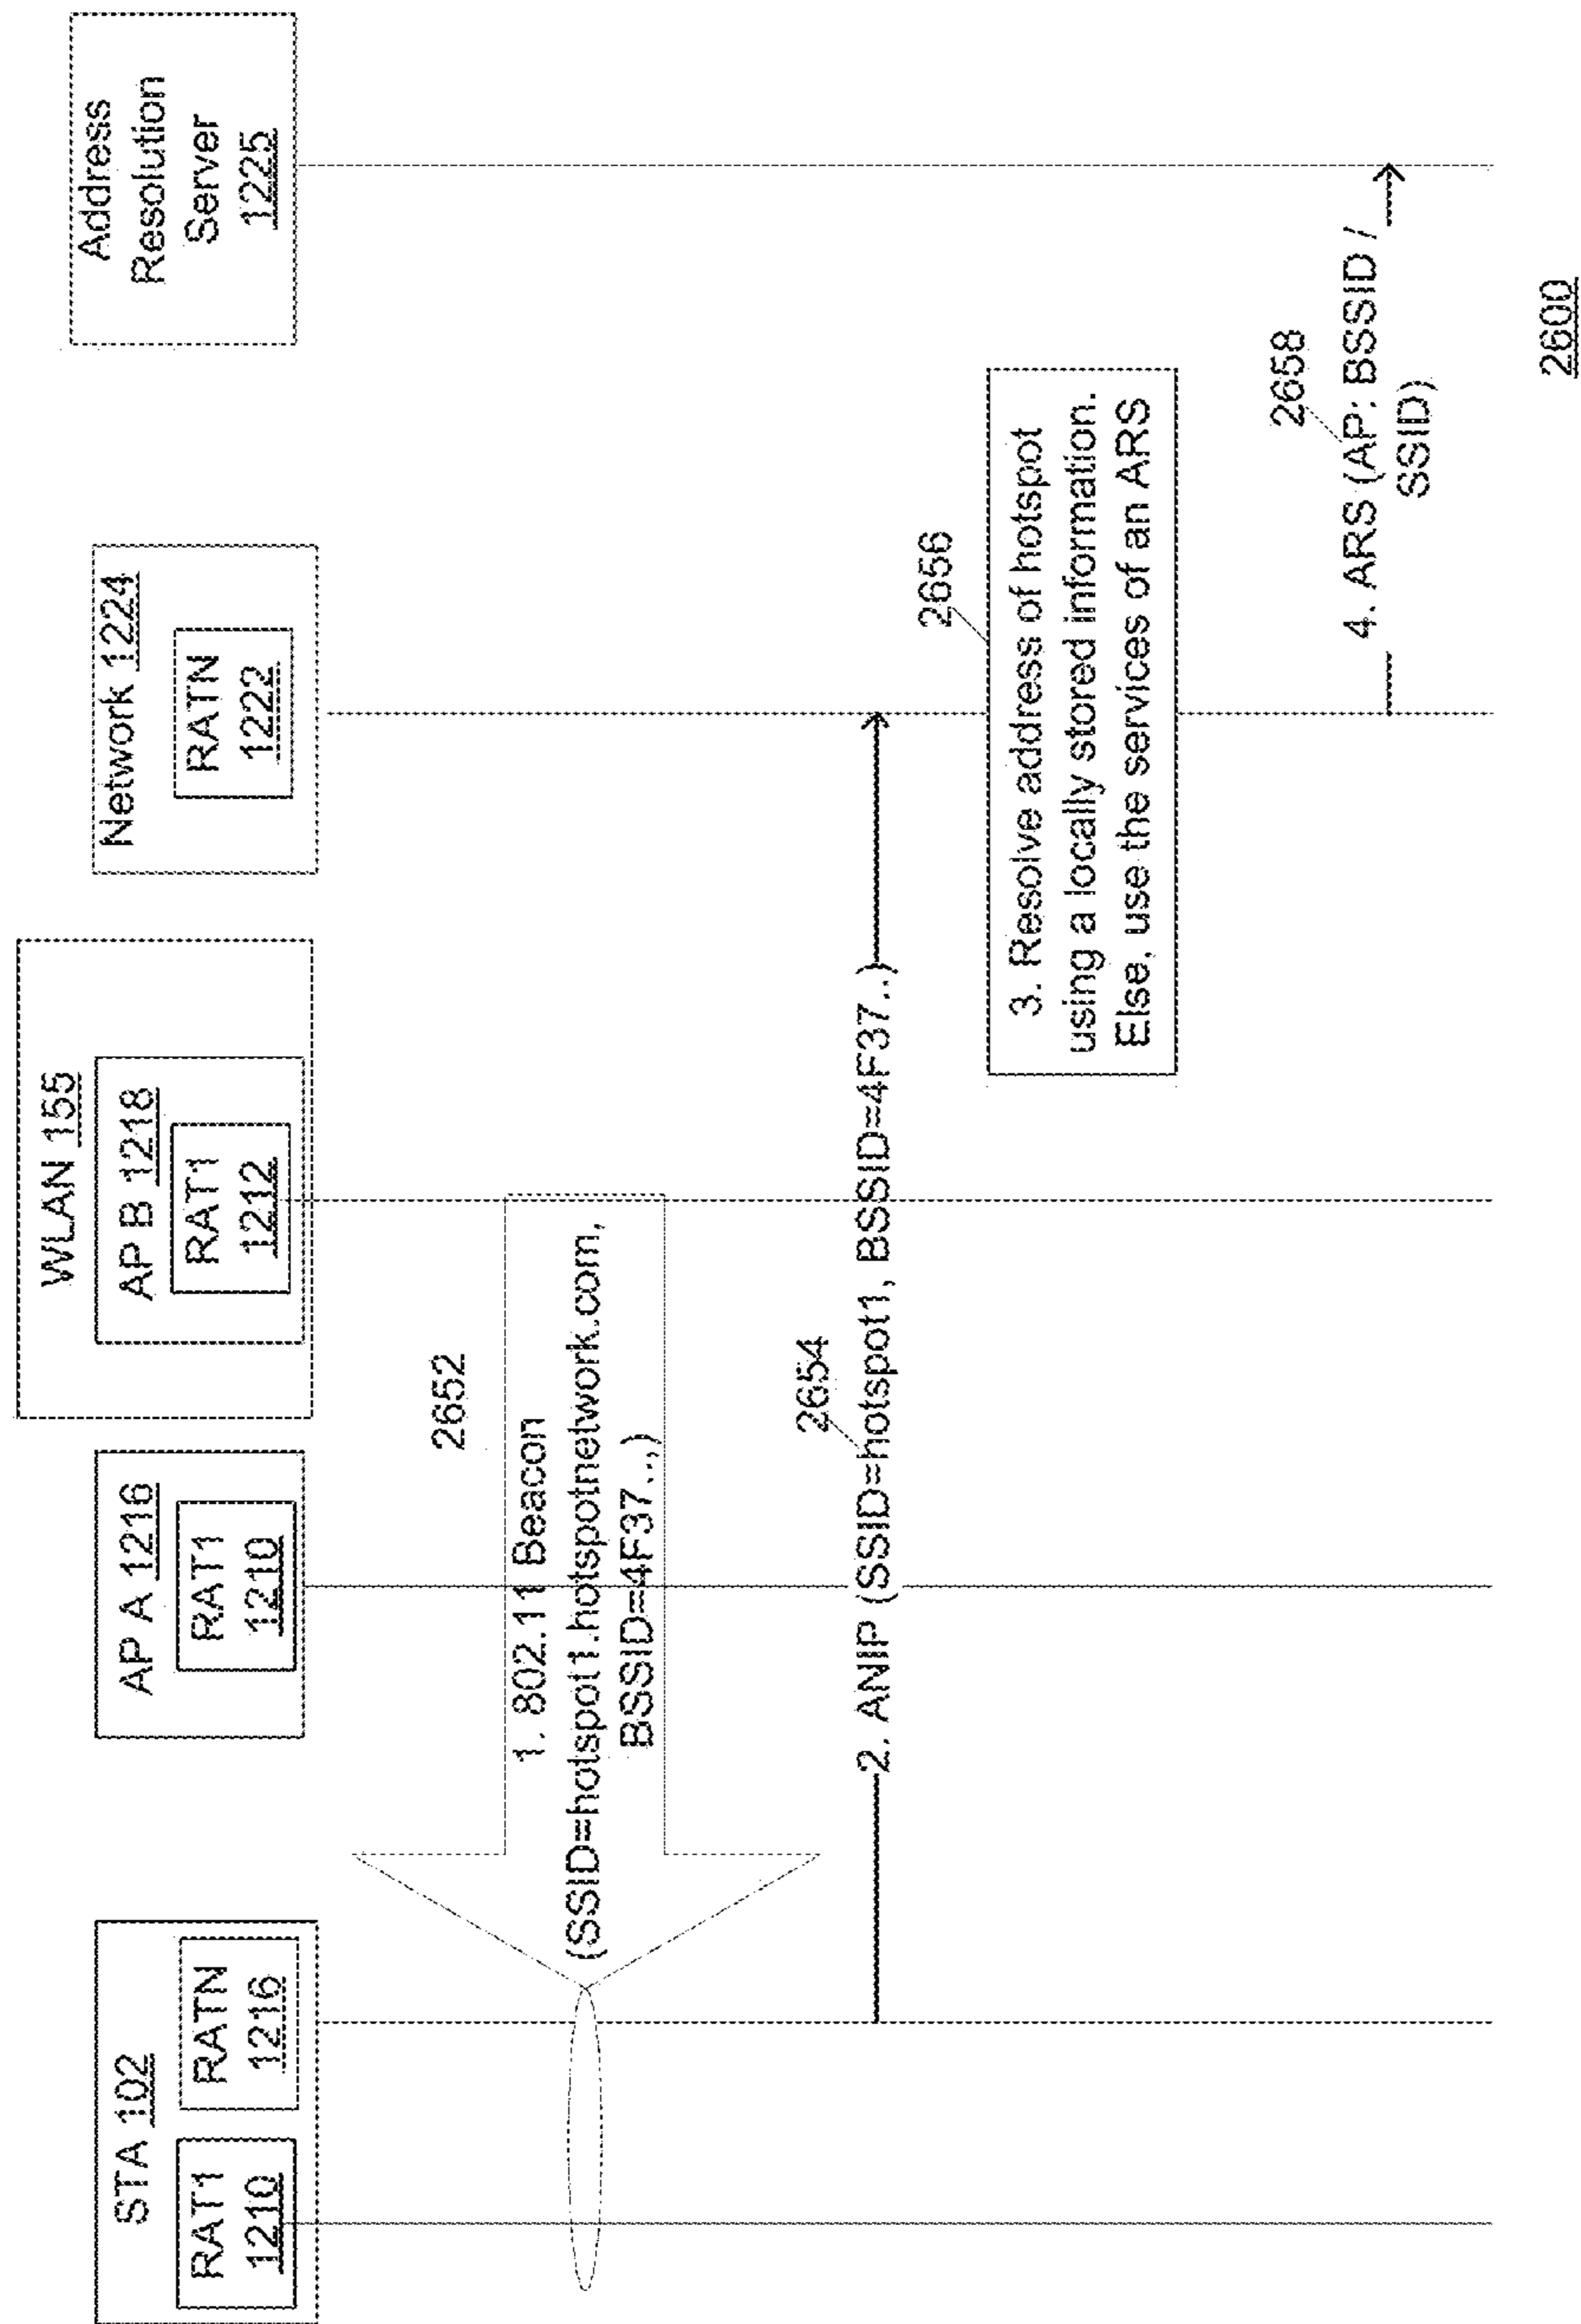 STA 102
RAT1
1210
RATN
1216
AP A 1216
RAT1
1210
WLAN 155
AP B 1218
RAT1
1212
Network 1224
RATN
1222
Address
Resolution
Server
1225
2652
1. 802.11 Beacon
(SSID=hotspot1.hotspotnetwork.com,
BSSID=4F37..,)
2654
2. ANIP (SSID=hotspot1, BSSID=4F37..)
2656
3. Resolve address of hotspot
using a locally stored information.
Else, use the services of an ARS
2658
4. ARS (AP: BSSID /
SSID)
2600